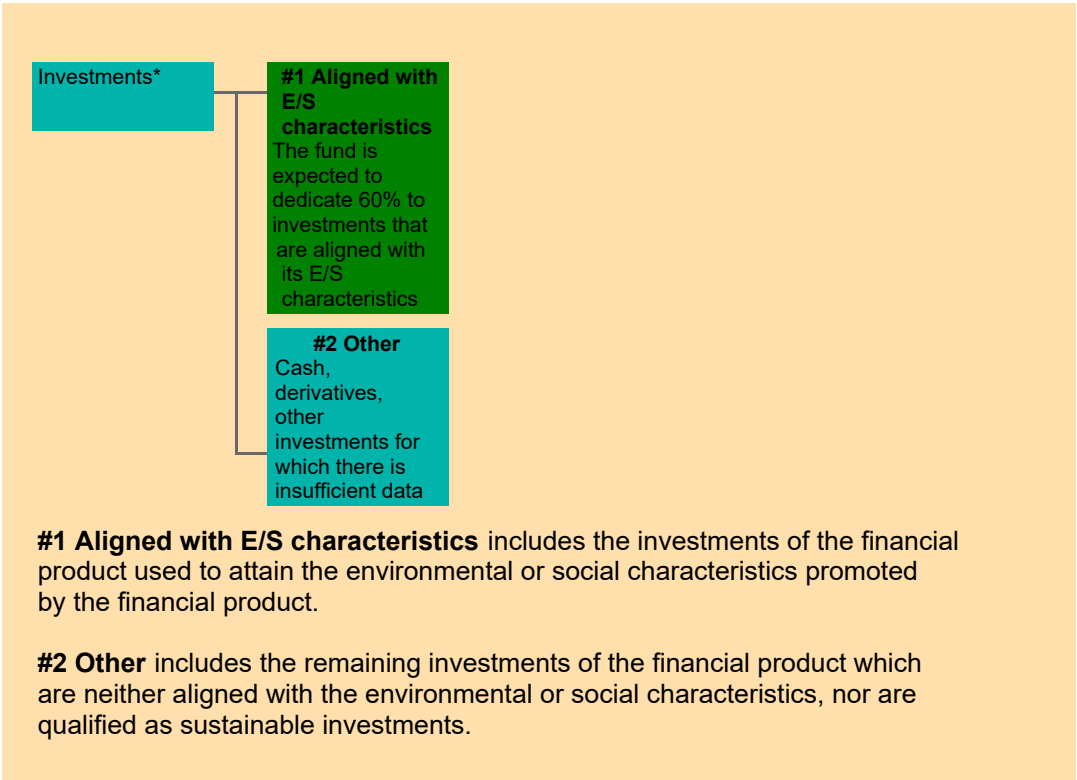 Investments*
#1 Aligned with
E/S
characteristics
The fund is
expected to
dedicate 60% to
investments that
are aligned with
its E/S
characteristics
#2 Other
Cash,
derivatives,
other
investments for
which there is
insufficient data
#1 Aligned with E/S characteristics includes the investments of the financial
product used to attain the environmental or social characteristics promoted
by the financial product.
#2 Other includes the remaining investments of the financial product which
are neither aligned with the environmental or social characteristics, nor are
qualified as sustainable investments.